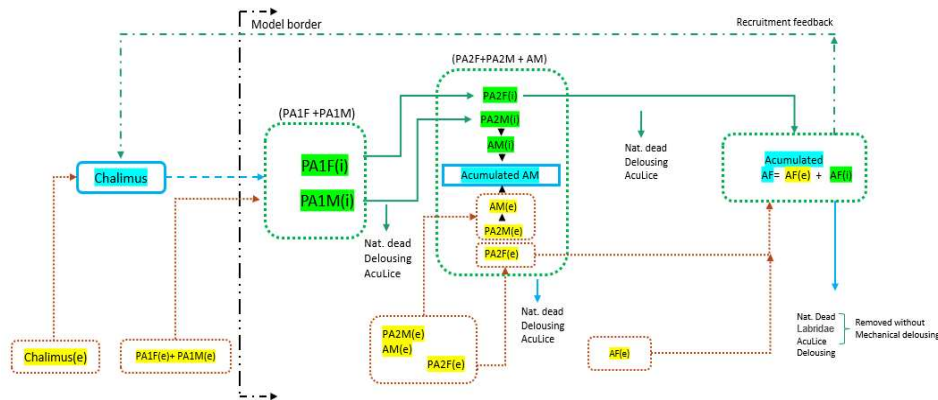 Model border
Recruitment feedback
(PA2F+PA2M + AM)
(PA1F +PA1M)
PA2F(i)
PA2M(i)
AM(i)
Acumulated AM
AM(e)
PA2M(e)
PA2F(e)
PA1F(i)
PA1M(i)
Chalimus
Nat. dead
Delousing
AcuLice
Nat. dead
Delousing
AcuLice
Acumulated
AF= AF(e) + AF(i)
Nat. dead
Delousing
AcuLice
Nat. Dead
Labridae
AcuLice
Delousing
Removed without
Mechanical delousing
Chalimus(e)
PA1F(e)+ PA1M(e)
PA2M(e)
AM(e)
PA2F(e)
AF(e)